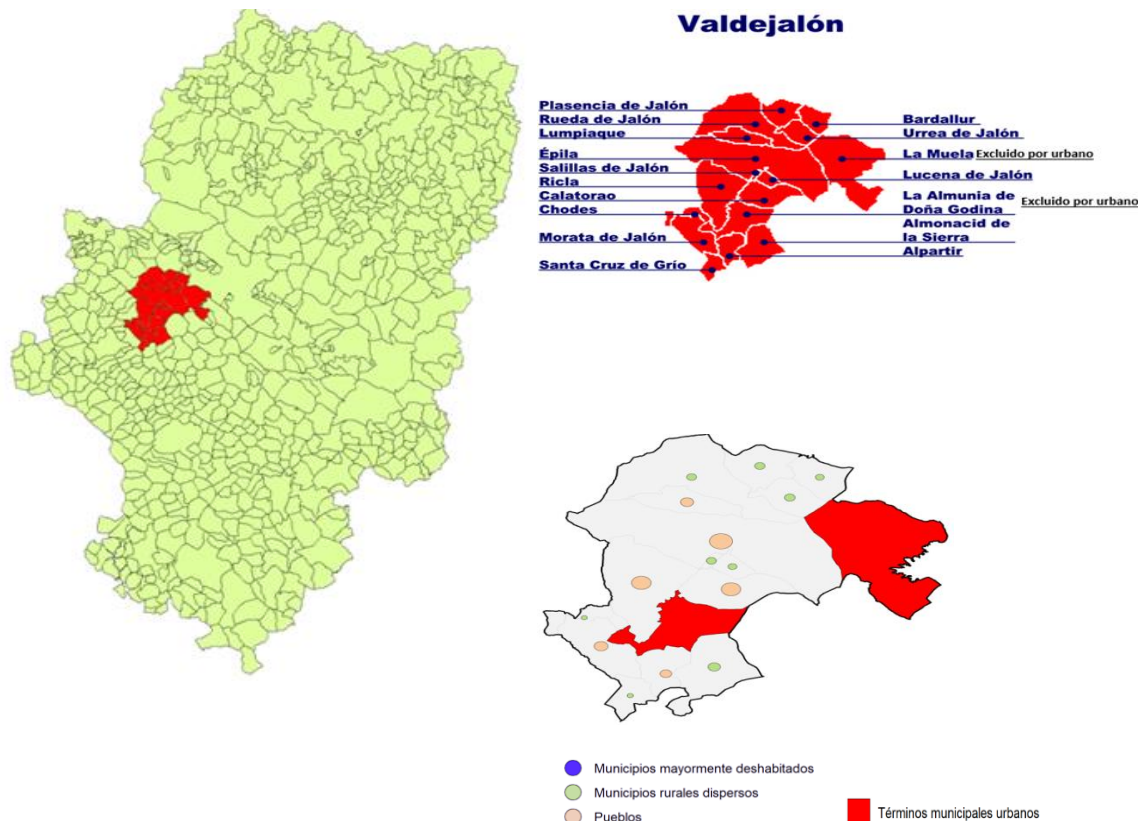 Valdejalón
Plasencia de Jalón
Rueda de Jalón
Lumpiaque
Épila
Salillas de Jalón
Ricla
Calatorao
Chodes
Morata de Jalón
Santa Cruz de Grío
Bardallur
Urrea de Jalón
La Muela Excluido por urbano
Lucena de Jalón
La Almunia de
Doña Godina Excluido por urbano
Almonacid de
la Sierra
Alpartir
Municipios mayormente deshabitados
Municipios rurales dispersos
Pueblos
Términos municipales urbanos